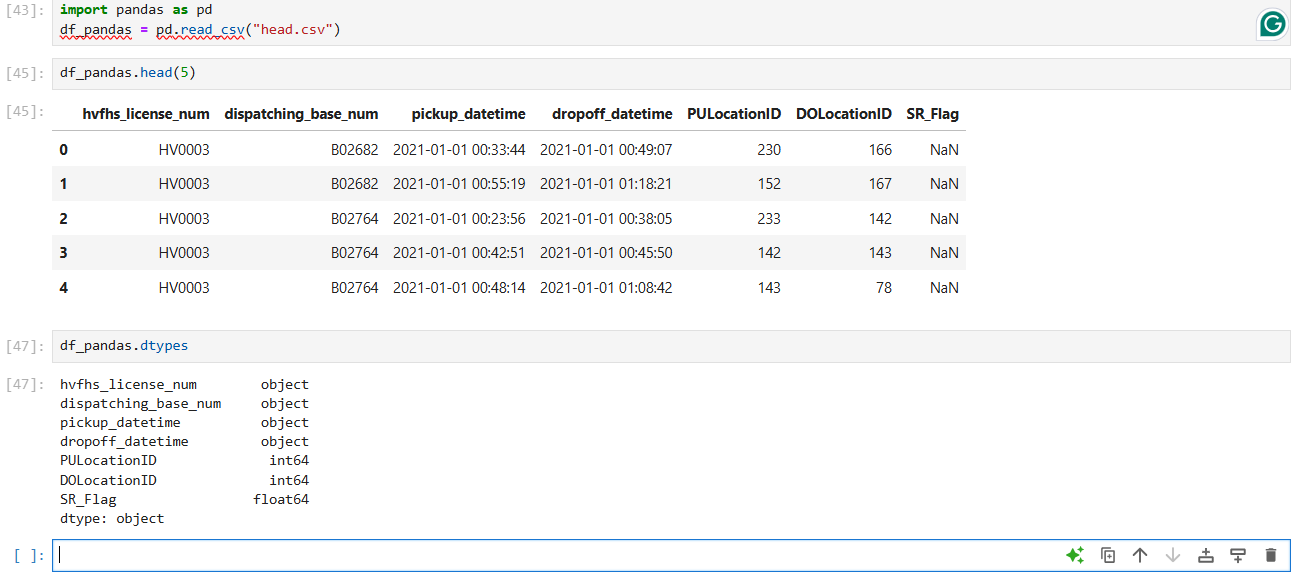 [43]: import pandas as pd
df_pandas = pd.read_csv("head.csv")
[45]: df_pandas.head(5)
[45]: hvfhs_license_num dispatching_base_num pickup_datetime dropoff_datetime PULocationID DOLocationID SR_Flag
0 HV0003 B02682 2021-01-01 00:33:44 2021-01-01 00:49:07 230 166 NaN
1 HV0003 B02682 2021-01-01 00:55:19 2021-01-01 01:18:21 152 167 NaN
2 HV0003 B02764 2021-01-01 00:23:56 2021-01-01 00:38:05 233 142 NaN
3 HV0003 B02764 2021-01-01 00:42:51 2021-01-01 00:45:50 142 143 NaN
4 HV0003 B02764 2021-01-01 00:48:14 2021-01-01 01:08:42 143 78 NaN
[47]: df_pandas.dtypes
[47]: hvfhs_license_num object
dispatching_base_num object
pickup_datetime object
dropoff_datetime object
PULocationID int64
DOLocationID int64
SR_Flag float64
dtype: object
[ ]: